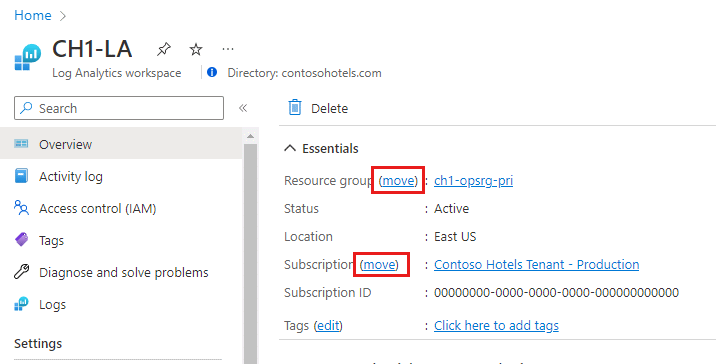 Home
CH1-LA
Log Analytics workspace
Directory: contosohotels.com
Search
Overview
Activity log
Access control (IAM)
Tags
Diagnose and solve problems
Logs
Settings
Delete
Essentials
Resource group (move) : ch1-opsrg-pri
Status : Active
Location : East US
Subscription (move) : Contoso Hotels Tenant - Production
Subscription ID : 00000000-0000-0000-0000-000000000000
Tags (edit) : Click here to add tags